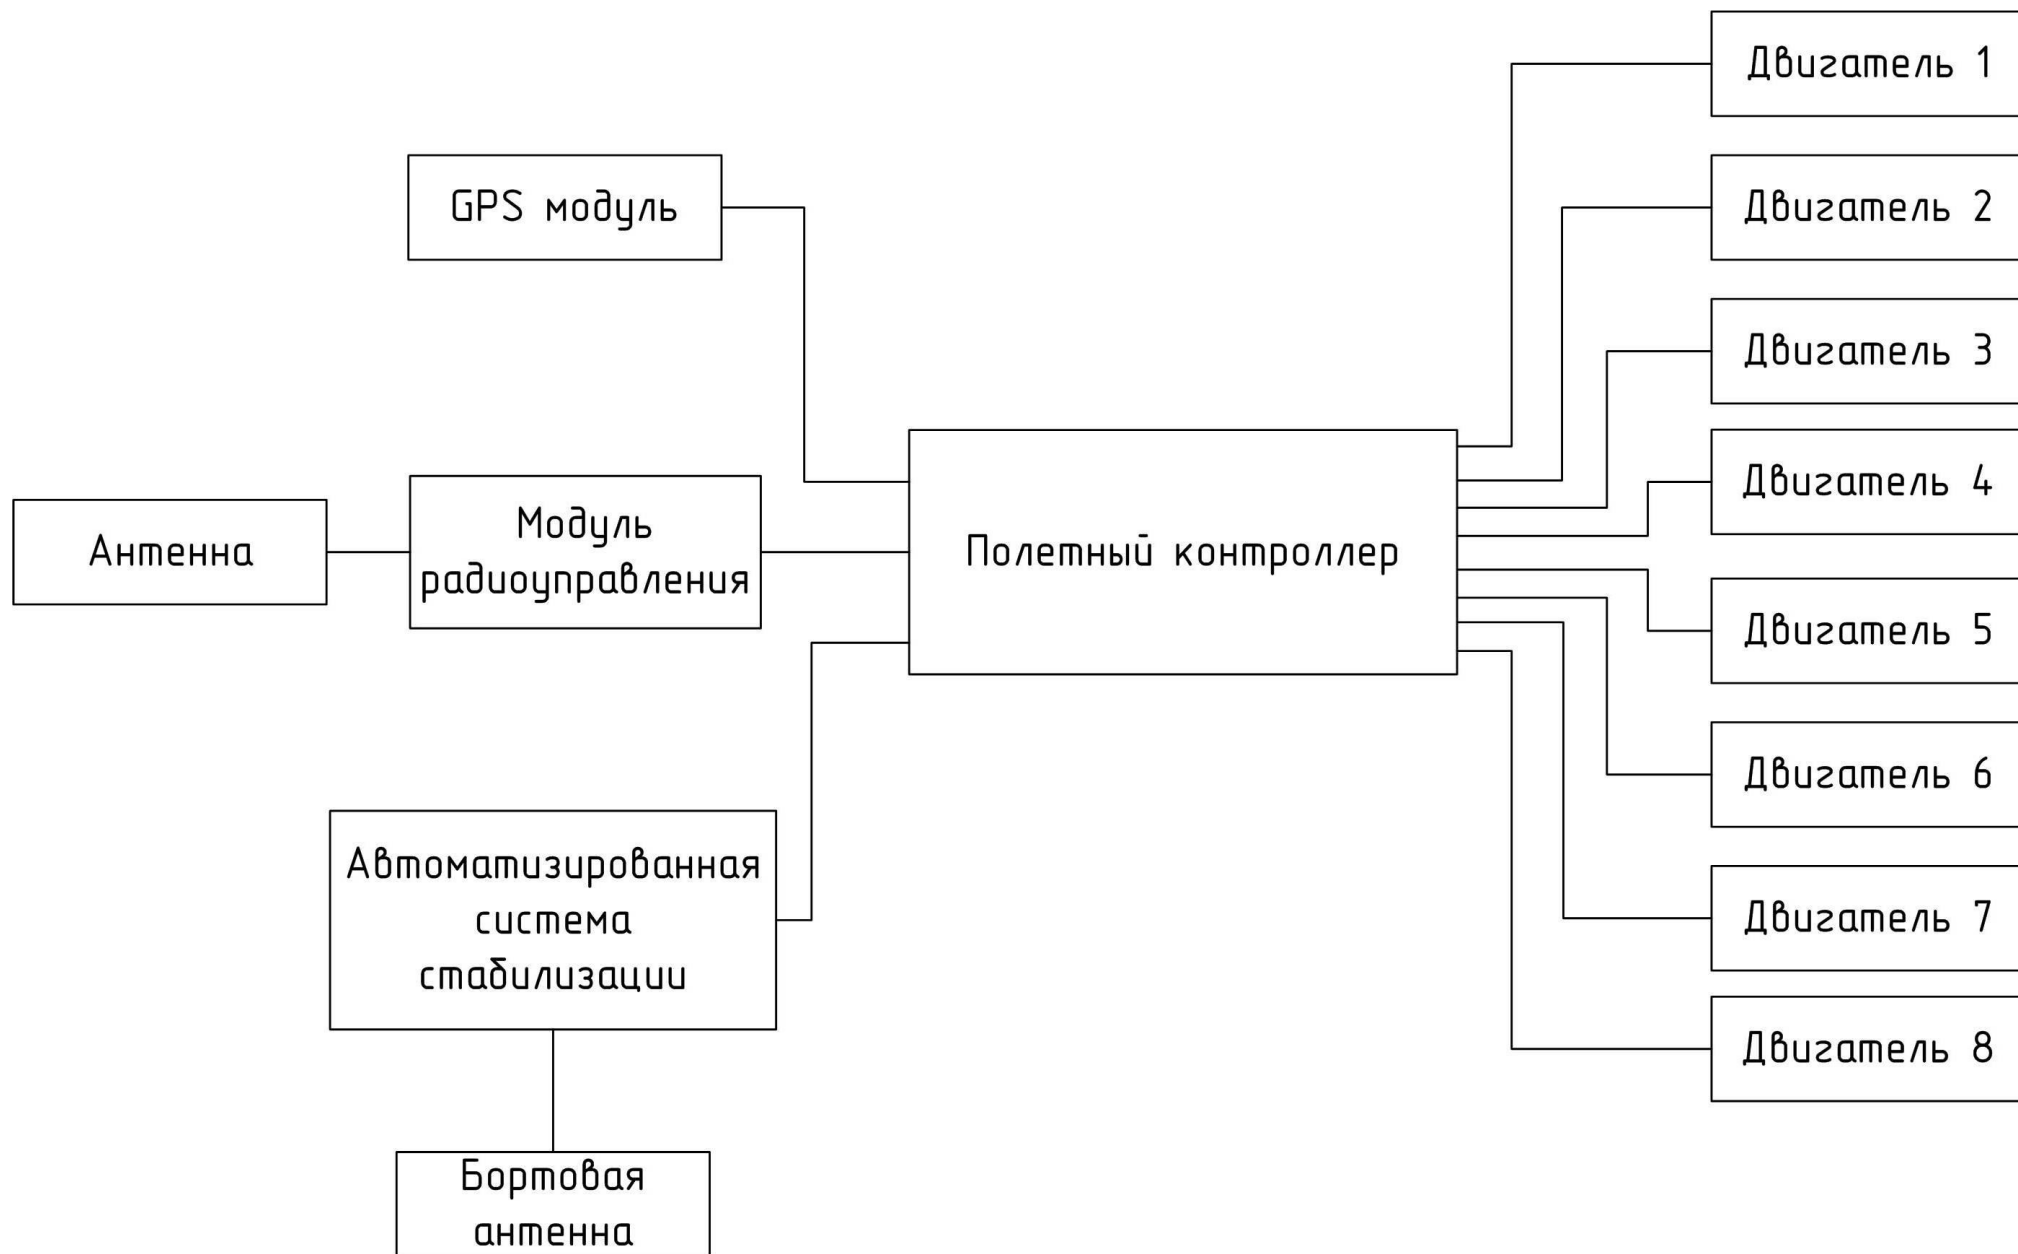 Двигатель 1
GPS модуль
Двигатель 2
Двигатель 3
Двигатель 4
Антенна
Модуль
радиоуправления
Полетный контроллер
Двигатель 5
Двигатель 6
Автоматизированная
система
стабилизации
Двигатель 7
Двигатель 8
Бортовая
антенна